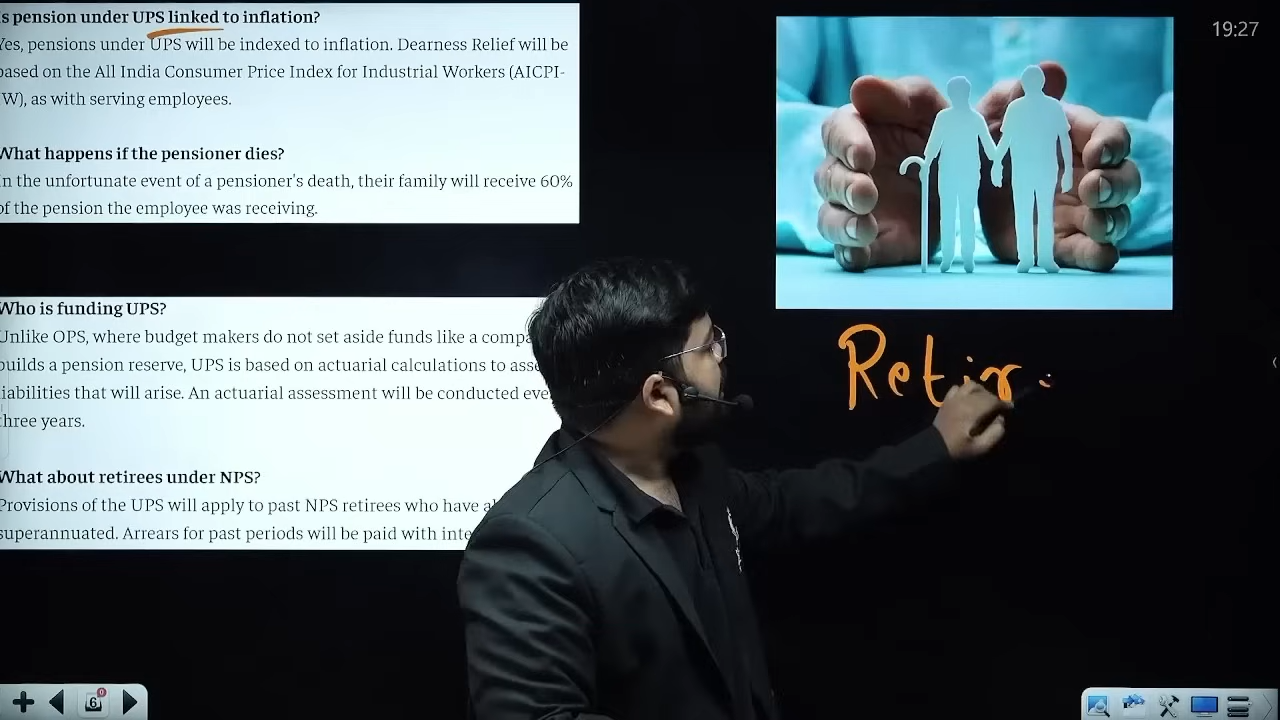 Is pension under UPS linked to inflation?
Yes, pensions under UPS will be indexed to inflation. Dearness Relief will be
based on the All India Consumer Price Index for Industrial Workers (AICPI-
IW), as with serving employees.
What happens if the pensioner dies?
In the unfortunate event of a pensioner's death, their family will receive 60%
of the pension the employee was receiving.
Who is funding UPS?
Unlike OPS, where budget makers do not set aside funds like a compa
builds a pension reserve, UPS is based on actuarial calculations to asse
liabilities that will arise. An actuarial assessment will be conducted eve
three years.
What about retirees under NPS?
Provisions of the UPS will apply to past NPS retirees who have al
superannuated. Arrears for past periods will be paid with inte
19:27
Retir
6
0